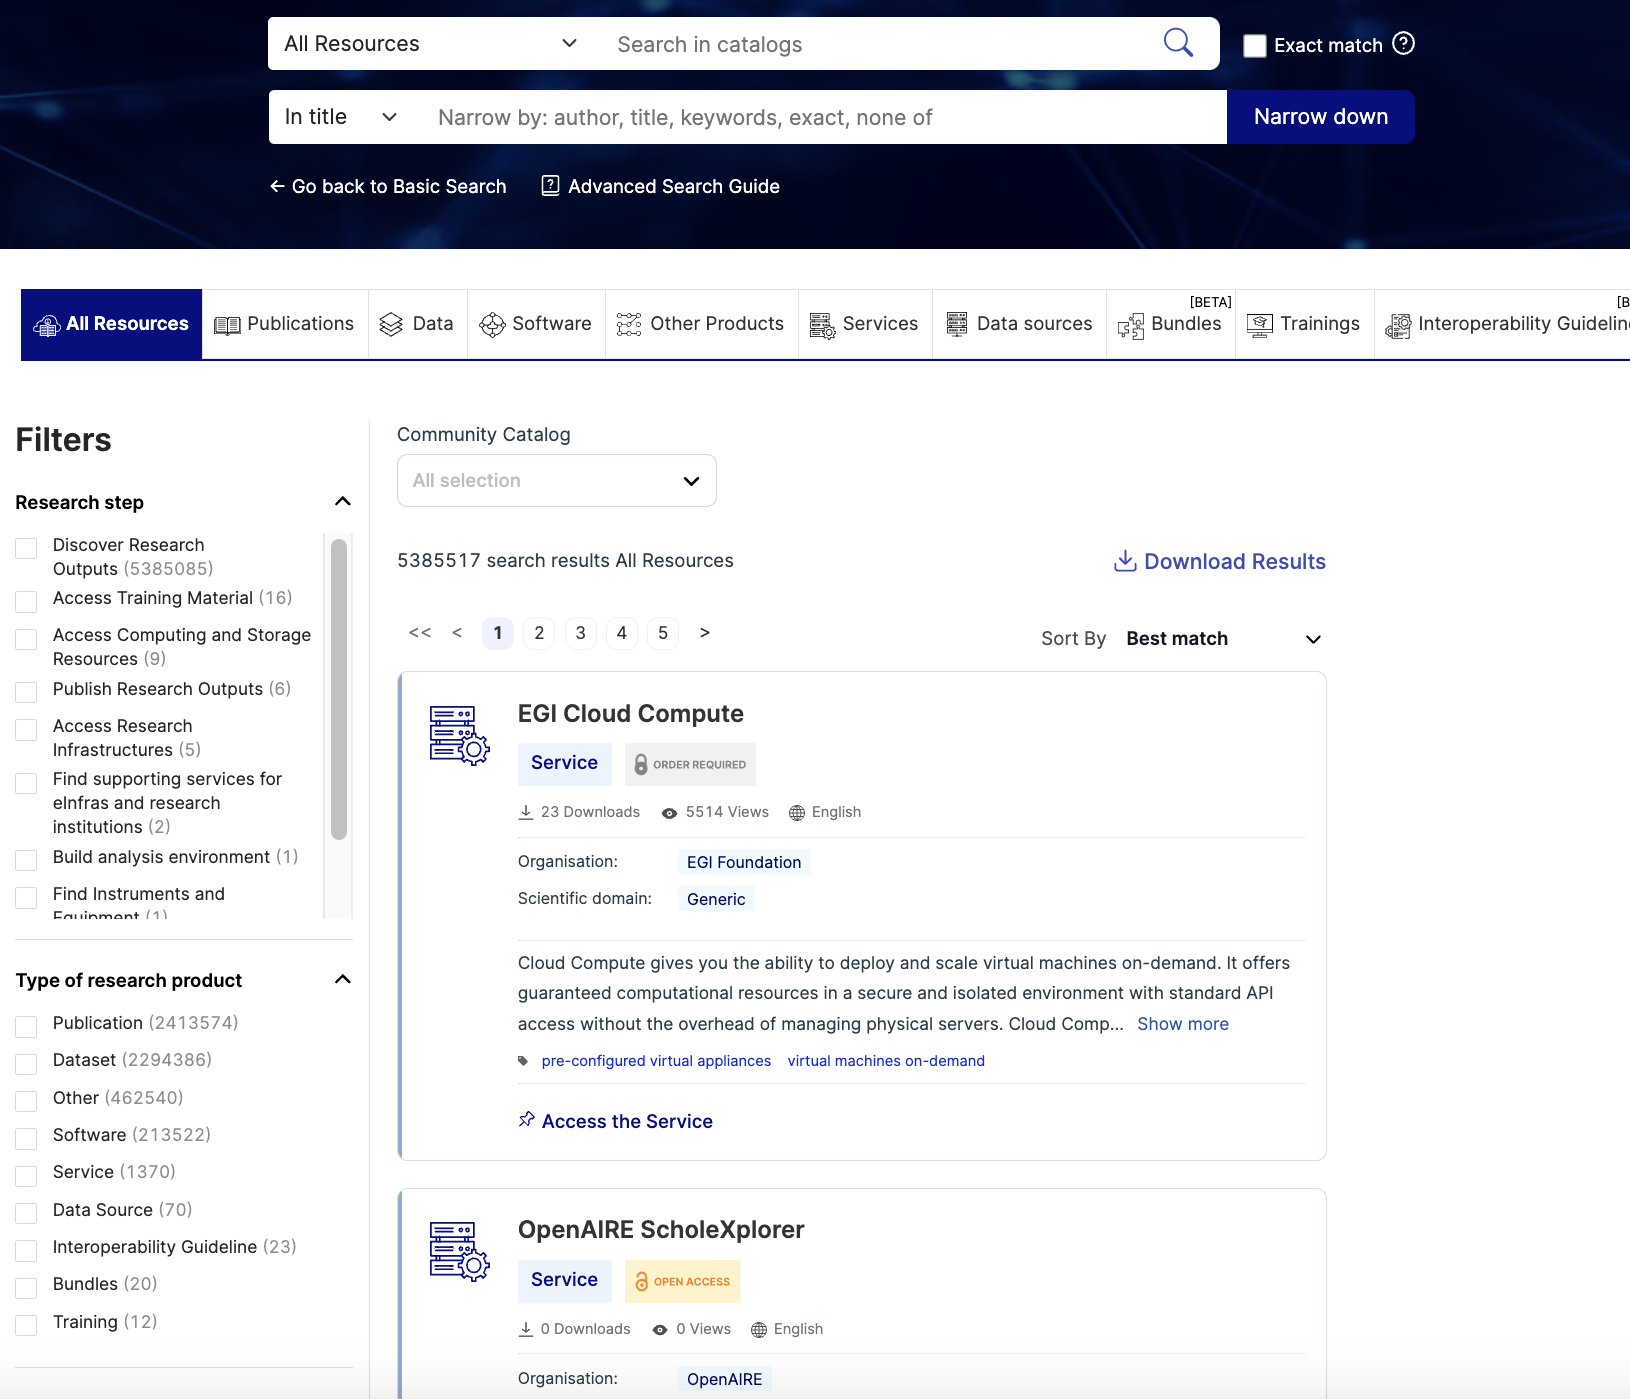 All Resources
Search in catalogs
Exact match
In title
Narrow by: author, title, keywords, exact, none of
Narrow down
Go back to Basic Search
Advanced Search Guide
All Resources
Publications
Data
Software
Other Products
Services
Data sources
[BETA]
Bundles
Trainings
[B
Interoperability Guidelin
Filters
Research step
Discover Research
Outputs (5385085)
Access Training Material (16)
Access Computing and Storage
Resources (9)
Publish Research Outputs (6)
Access Research
Infrastructures (5)
Find supporting services for
eInfras and research
institutions (2)
Build analysis environment (1)
Find Instruments and
Equipment (1)
Type of research product
Publication (2413574)
Dataset (2294386)
Other (462540)
Software (213522)
Service (1370)
Data Source (70)
Interoperability Guideline (23)
Bundles (20)
Training (12)
Community Catalog
All selection
5385517 search results All Resources
Download Results
<< < 1 2 3 4 5 >
Sort By Best match
EGI Cloud Compute
Service
ORDER REQUIRED
23 Downloads 5514 Views English
Organisation: EGI Foundation
Scientific domain: Generic
Cloud Compute gives you the ability to deploy and scale virtual machines on-demand. It offers
guaranteed computational resources in a secure and isolated environment with standard API
access without the overhead of managing physical servers. Cloud Comp... Show more
pre-configured virtual appliances virtual machines on-demand
Access the Service
OpenAIRE ScholeXplorer
Service
OPEN ACCESS
0 Downloads 0 Views English
Organisation: OpenAIRE